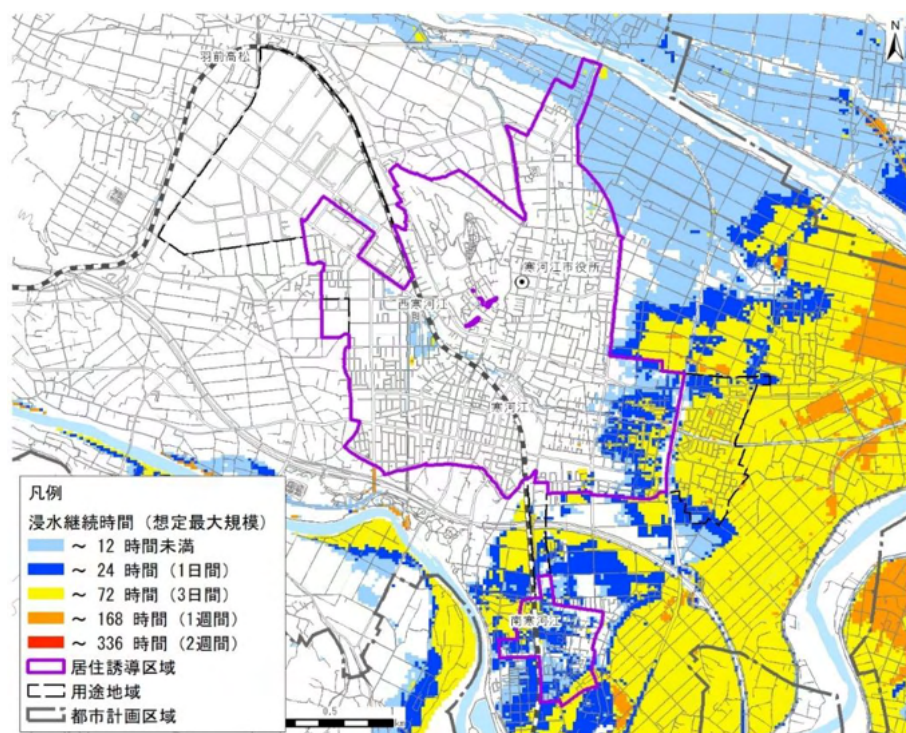 N
羽前高松
寒河江市役所
西寒河江
寒河江
南寒河江
凡例
浸水継続時間（想定最大規模）
～ 12 時間未満
～ 24 時間（1日間）
～ 72 時間（3日間）
～ 168 時間（1週間）
～ 336 時間（2週間）
居住誘導区域
用途地域
都市計画区域
0.5